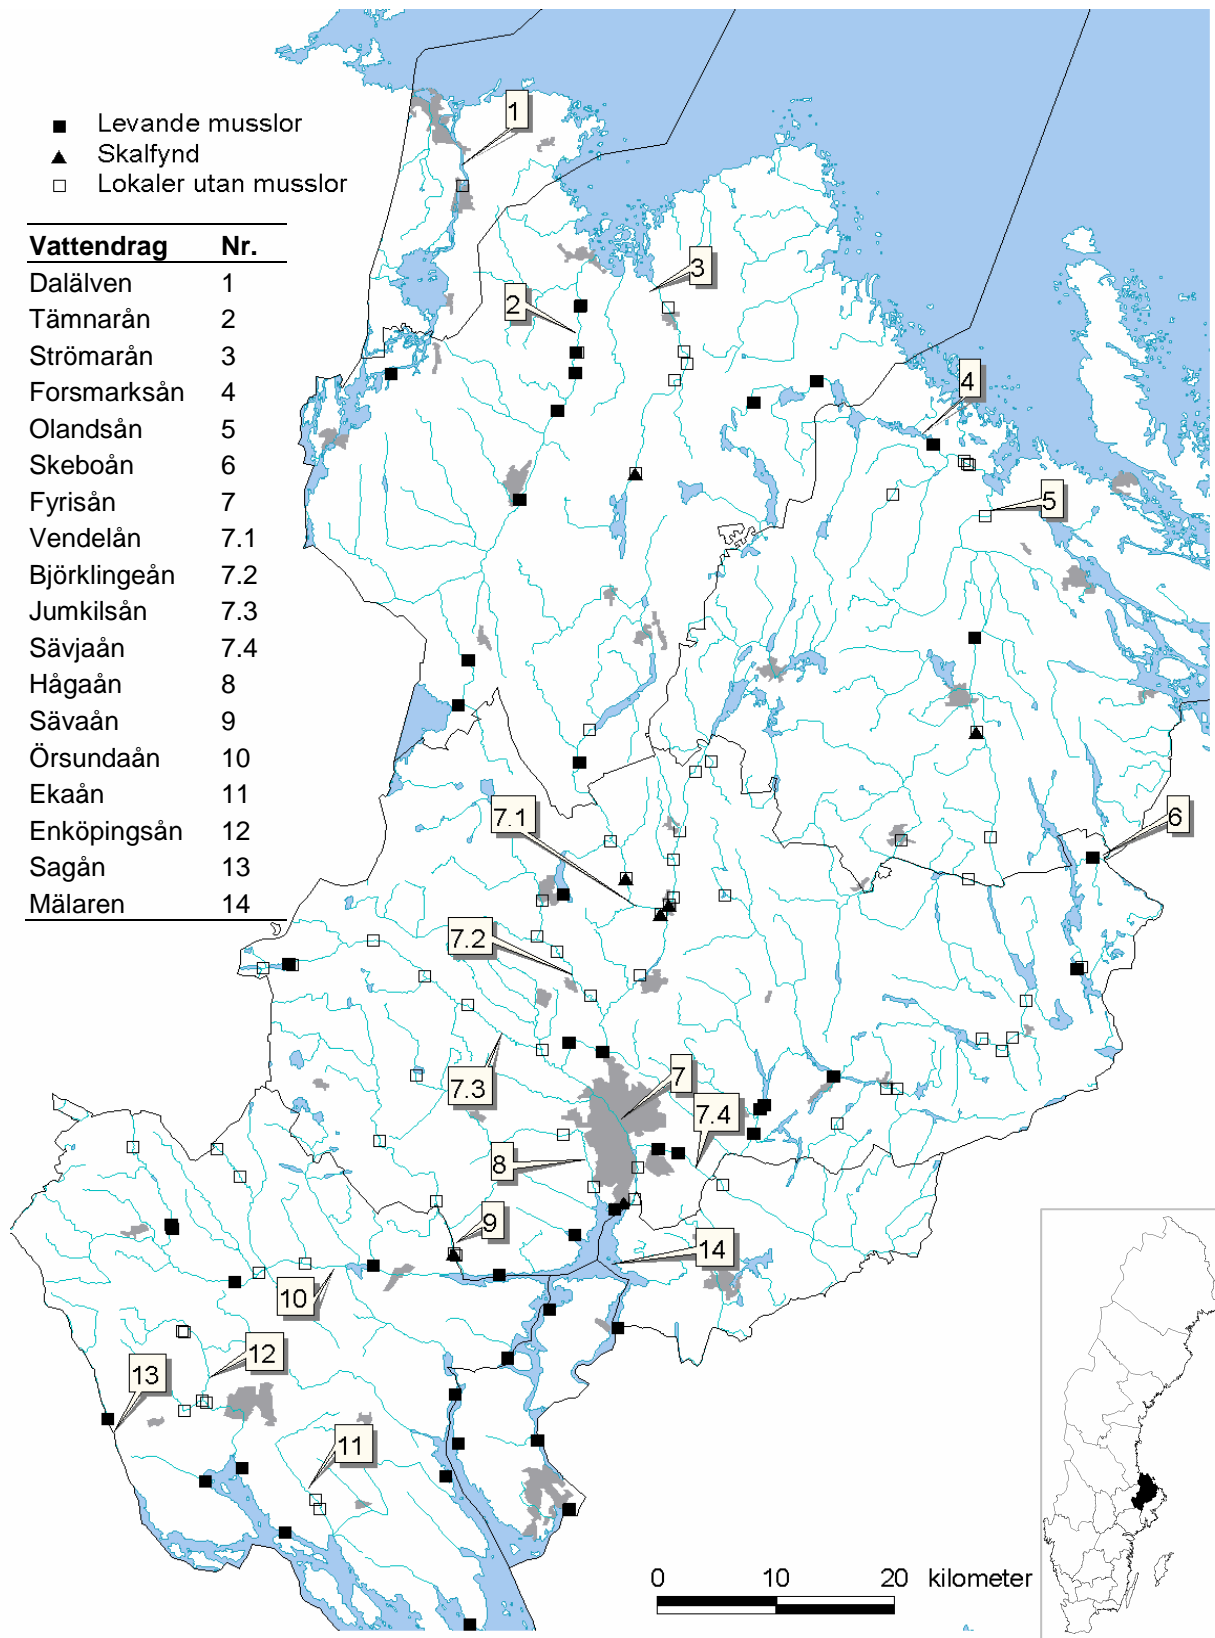 Levande musslor
Skalfynd
Lokaler utan musslor
Vattendrag Nr.
Dalälven 1
Tämnarån 2
Strömarån 3
Forsmarksån 4
Olandsån 5
Skeboån 6
Fyrisån 7
Vendelån 7.1
Björklingeån 7.2
Jumkilsån 7.3
Sävjaån 7.4
Hågaån 8
Sävaån 9
Örsundaån 10
Ekaån 11
Enköpingsån 12
Sagån 13
Mälaren 14
1
3
2
4
5
7.1
6
7.2
7
7.3
7.4
8
9
14
10
12
13
11
0 10 20 kilometer